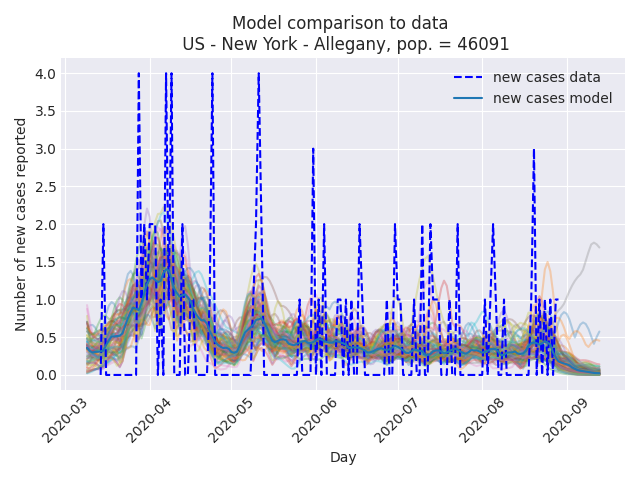 Model comparison to data
US - New York - Allegany, pop. = 46091
new cases data
new cases model
Number of new cases reported
4.0
3.5
3.0
2.5
2.0
1.5
1.0
0.5
0.0
2020-03
2020-04
2020-05
2020-06
2020-07
2020-08
2020-09
Day